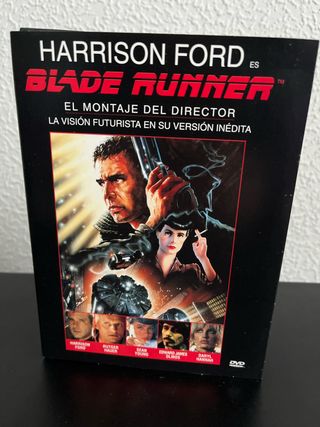 HARRISON FORD ES
BLADE RUNNER™
EL MONTAJE DEL DIRECTOR
LA VISIÓN FUTURISTA EN SU VERSIÓN INÉDITA
HARRISON FORD
RUTGER HAUER
SEAN YOUNG
EDWARD JAMES OLMOS
DARYL HANNAH
DVD